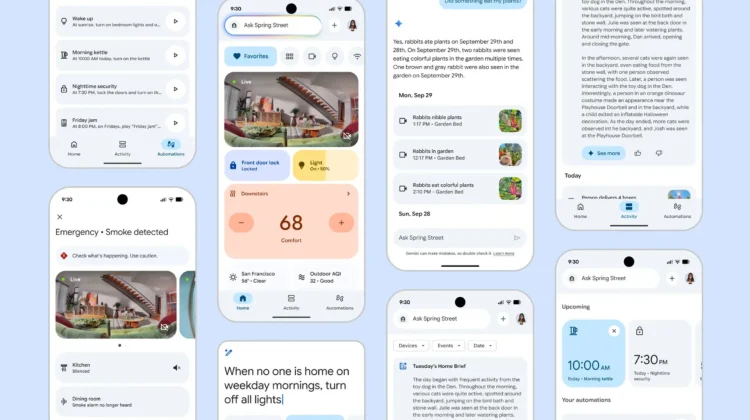 Wake up
At sunrise, turn on bedroom lights and o...
Morning kettle
At 10:00 AM today, turn on the kettle
Nighttime security
At 7:30 PM, lock the doors and turn on th...
Friday jam
At 8:00 PM, on Fridays, play "Friday jam"...
Home
Activity
Automations
9:30
Emergency • Smoke detected
Check what's happening. Use caution.
Kitchen
Silenced
Dining room
Smoke alarm no longer heard
9:30
Ask Spring Street
Favorites
Live
Front door lock
Locked
Light
On • 50%
Downstairs
68
Comfort
San Francisco
58° • Clear
Outdoor AQI
32 • Good
Home
Activity
Automations
When no one is home on
weekday mornings, turn
off all lights
Did something eat my plants?
Yes, rabbits ate plants on September 29th
and 28th. On September 29th, two rabbits were seen
eating colorful plants in the garden multiple times.
One brown and gray rabbit were also seen in the
garden on September 29th.
Mon, Sep 29
Rabbits nibble plants
1:17 PM • Garden Bed
Rabbits in garden
12:17 PM • Garden Bed
Rabbits eat colorful plants
2:10 PM • Garden Bed
Sun, Sep 28
Ask Spring Street
Gemini can make mistakes, so double check it. Learn more
9:30
Ask Spring Street
Devices
Events
Date
Tuesday's Home Brief
The day began with frequent activity from the
toy dog in the Den. Throughout the morning,
various cats were quite active, spotted around
the backyard, jumping on the bird bath and
stone wall. Julie was seen at the back door
toy dog in the Den. Throughout the morning,
various cats were quite active, spotted around
the backyard, jumping on the bird bath and
stone wall. Julie was seen at the back door
in the early morning and later watering plants.
Around mid-morning, Dan arrived, opening
and closing the gate.
In the afternoon, several cats were again seen
in the backyard, even eating food from the
stone wall, with one person observed
scattering the food. Later, a person was seen
interacting with the toy dog in the Den.
Interestingly, a person in an orange dinosaur
costume made an appearance near the
Playhouse Doorbell and in the backyard, while
a child exited an inflatable Halloween
decoration. As the day ended, more cats were
observed int he backyard, and Josh was seen
at the Playhouse Doorbell.
See more
Today
Person delivers 4 boxes
Home
Activity
Automations
9:30
Ask Spring Street
Upcoming
10:00 AM
Today • Morning kettle
7:30 PM
Today • Nighttime
security
Your automations